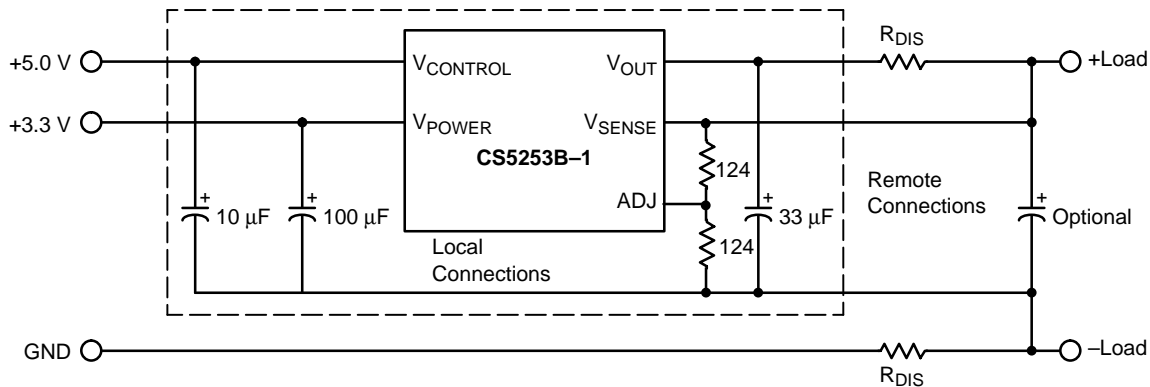 +5.0 V
+3.3 V
GND
V_CONTROL
V_POWER
CS5253B–1
V_OUT
V_SENSE
ADJ
R_DIS
+Load
124
124
+
10 μF
+
100 μF
+
33 μF
Local
Connections
Remote
Connections
+
Optional
–Load
R_DIS